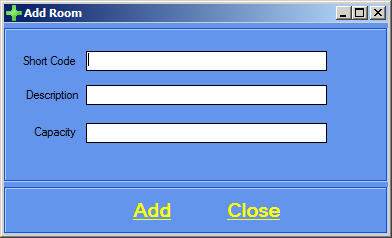 Add Room
Short Code
Description
Capacity
Add Close